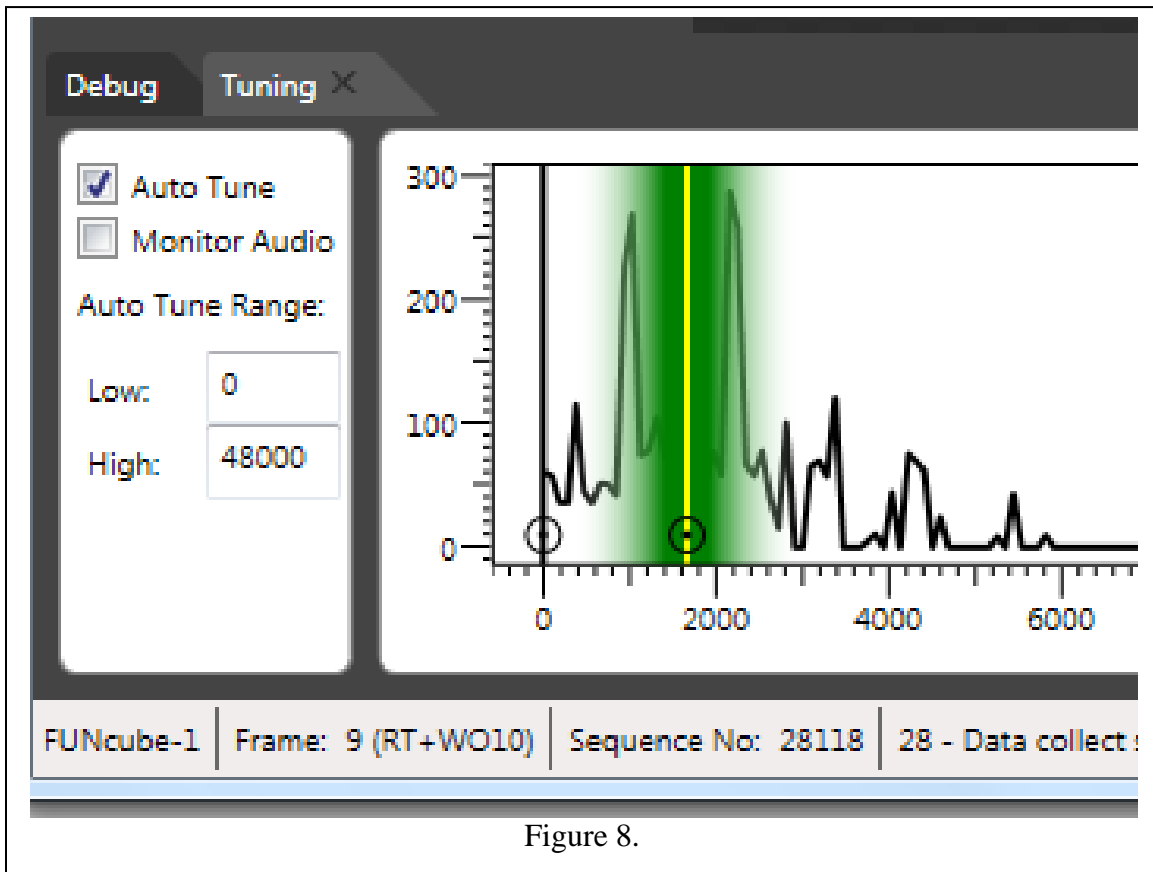 Debug Tuning
Auto Tune
Monitor Audio
Auto Tune Range:
Low: 0
High: 48000
300
200
100
0
0 2000 4000 6000
FUNcube-1 Frame: 9 (RT+WO10) Sequence No: 28118 28 - Data collect
Figure 8.